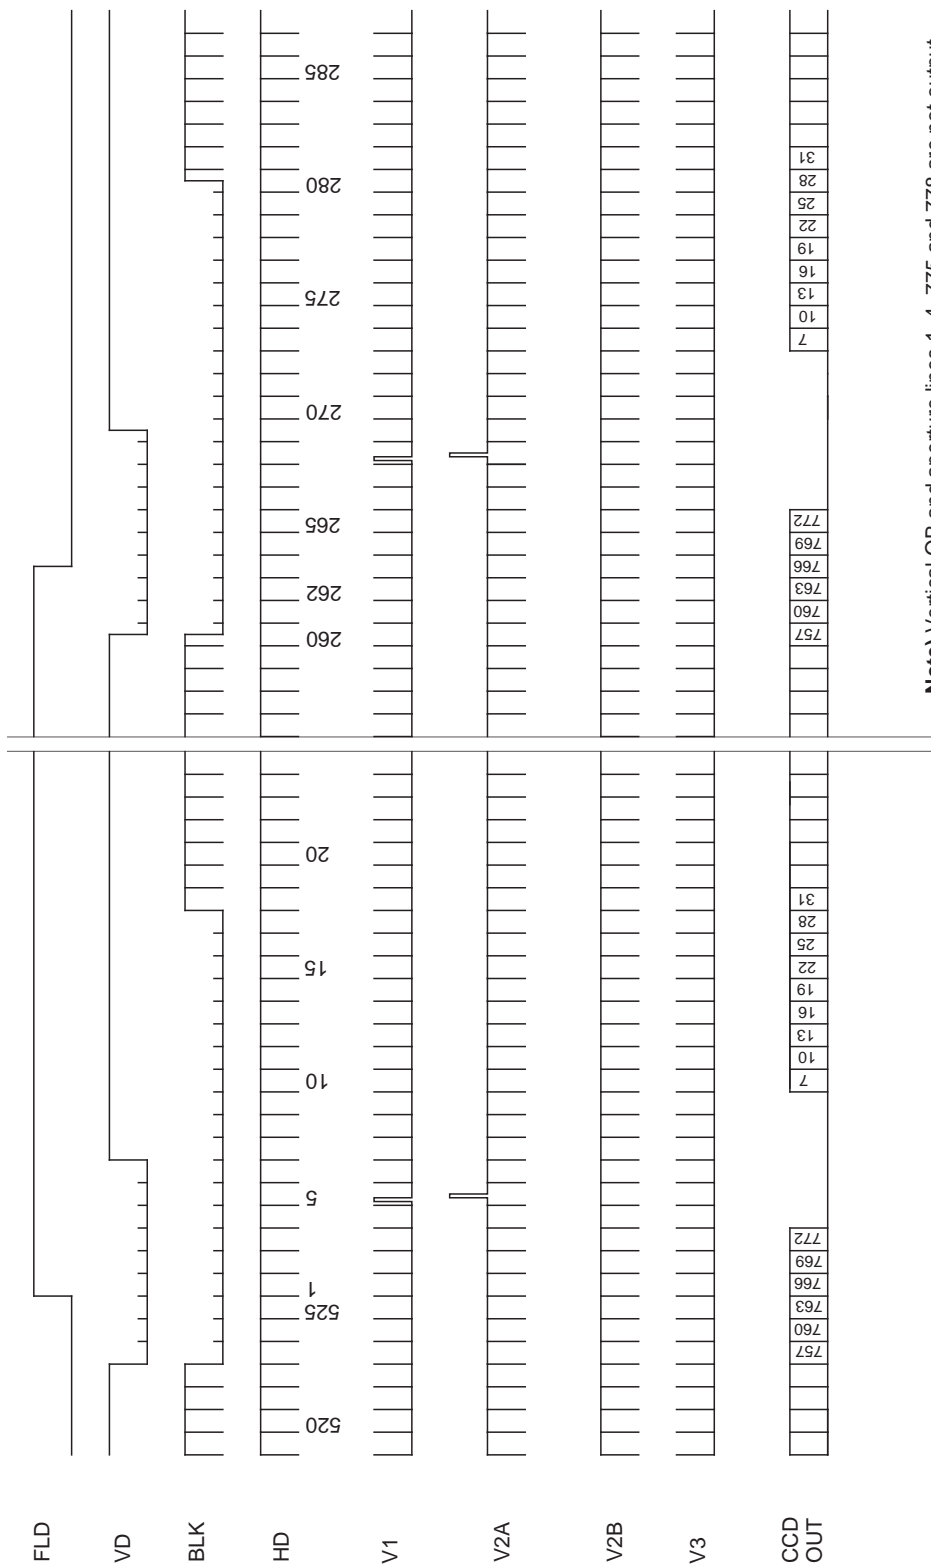 FLD
VD
BLK
HD
520 525 1 5 10 15 20 260 262 265 270 275 280 285
V1
V2A
V2B
V3
CCD
OUT
757 760 763 766 769 772 7 10 13 16 19 22 25 28 31 757 760 763 766 769 772 7 10 13 16 19 22 25 28 31
Note) Vertical OB and aperture lines 1, 4, 775 and 778 are not output